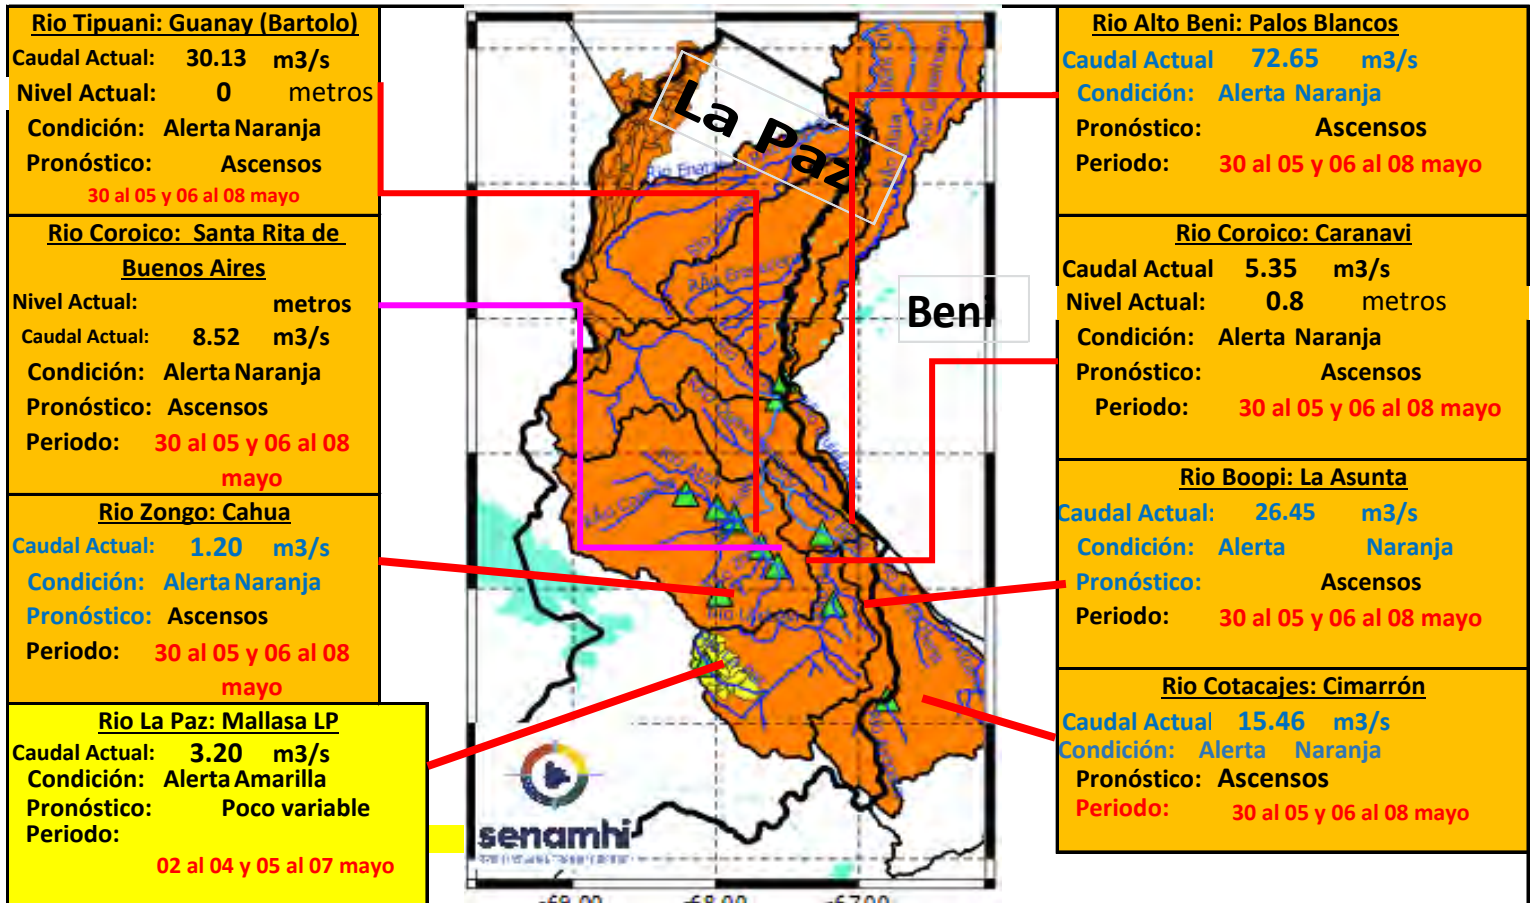 Rio Tipuani: Guanay (Bartolo)
Caudal Actual: 30.13 m3/s
Nivel Actual: 0 metros
Condición: Alerta Naranja
Pronóstico: Ascensos
30 al 05 y 06 al 08 mayo
Rio Coroico: Santa Rita de
Buenos Aires
Nivel Actual: metros
Caudal Actual: 8.52 m3/s
Condición: Alerta Naranja
Pronóstico: Ascensos
Periodo: 30 al 05 y 06 al 08
mayo
Rio Zongo: Cahua
Caudal Actual: 1.20 m3/s
Condición: Alerta Naranja
Pronóstico: Ascensos
Periodo: 30 al 05 y 06 al 08
mayo
Rio La Paz: Mallasa LP
Caudal Actual: 3.20 m3/s
Condición: Alerta Amarilla
Pronóstico: Poco variable
Periodo:
02 al 04 y 05 al 07 mayo
La Paz
Beni
senamhi
-69.00 -68.00 -67.00
Rio Alto Beni: Palos Blancos
Caudal Actual 72.65 m3/s
Condición: Alerta Naranja
Pronóstico: Ascensos
Periodo: 30 al 05 y 06 al 08 mayo
Rio Coroico: Caranavi
Caudal Actual 5.35 m3/s
Nivel Actual: 0.8 metros
Condición: Alerta Naranja
Pronóstico: Ascensos
Periodo: 30 al 05 y 06 al 08 mayo
Rio Boopi: La Asunta
Caudal Actual: 26.45 m3/s
Condición: Alerta Naranja
Pronóstico: Ascensos
Periodo: 30 al 05 y 06 al 08 mayo
Rio Cotacajes: Cimarrón
Caudal Actual 15.46 m3/s
Condición: Alerta Naranja
Pronóstico: Ascensos
Periodo: 30 al 05 y 06 al 08 mayo